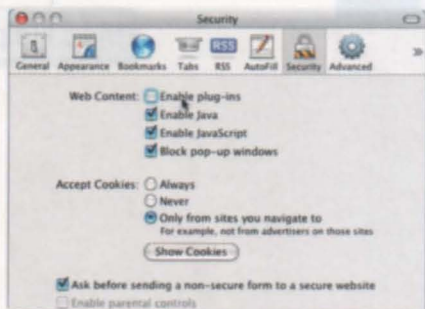 Security
General Appearance Bookmarks Tabs RSS AutoFill Security Advanced
RSS
Web Content: Enable plug-ins
Enable Java
Enable JavaScript
Block pop-up windows
Accept Cookies: Always
Never
Only from sites you navigate to
For example, not from advertisers on those sites
Show Cookies
Ask before sending a non-secure form to a secure website
Enable parental controls